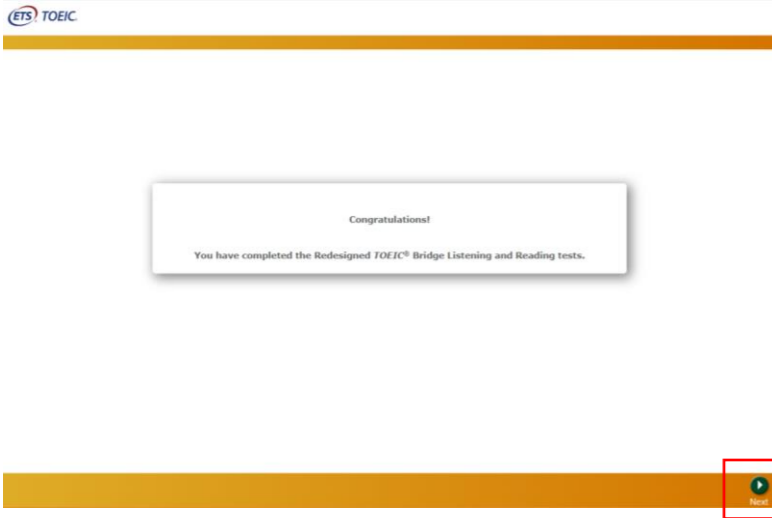 ETS TOEIC.
Congratulations!
You have completed the Redesigned TOEIC® Bridge Listening and Reading tests.
Next